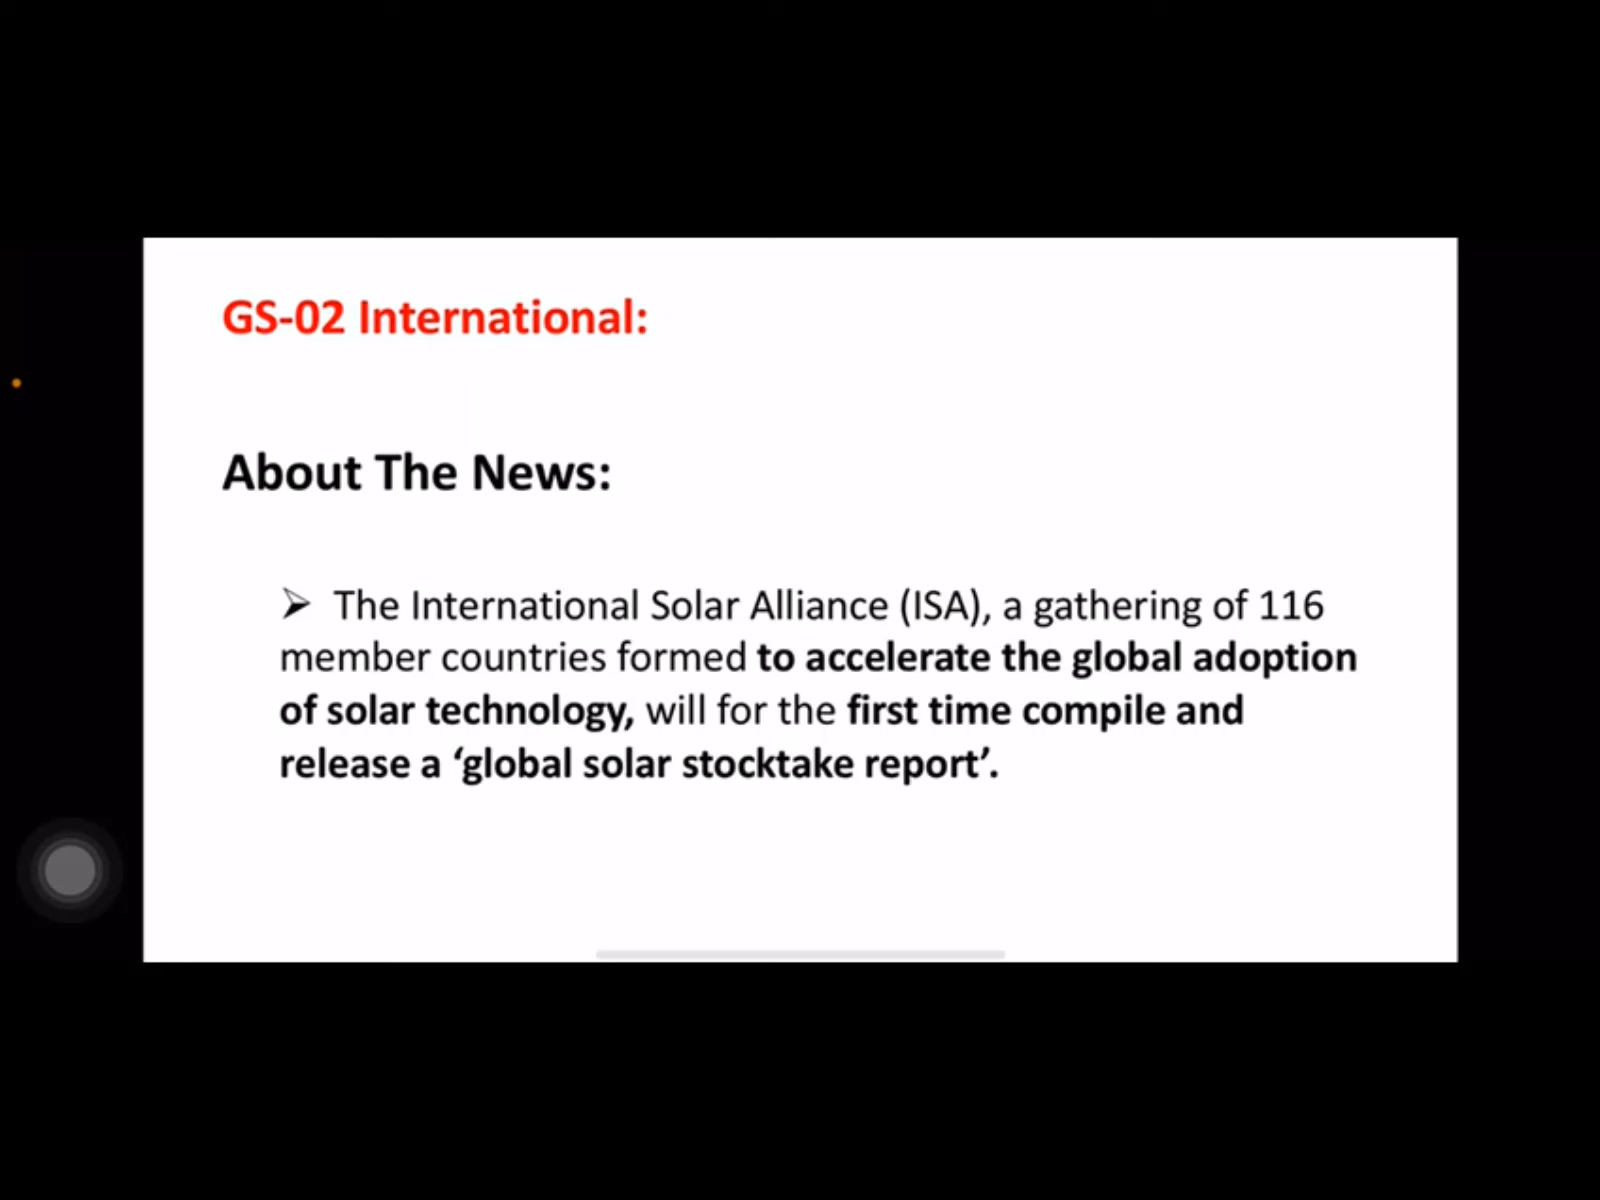 GS-02 International:
About The News:
➢ The International Solar Alliance (ISA), a gathering of 116
member countries formed to accelerate the global adoption
of solar technology, will for the first time compile and
release a ‘global solar stocktake report’.